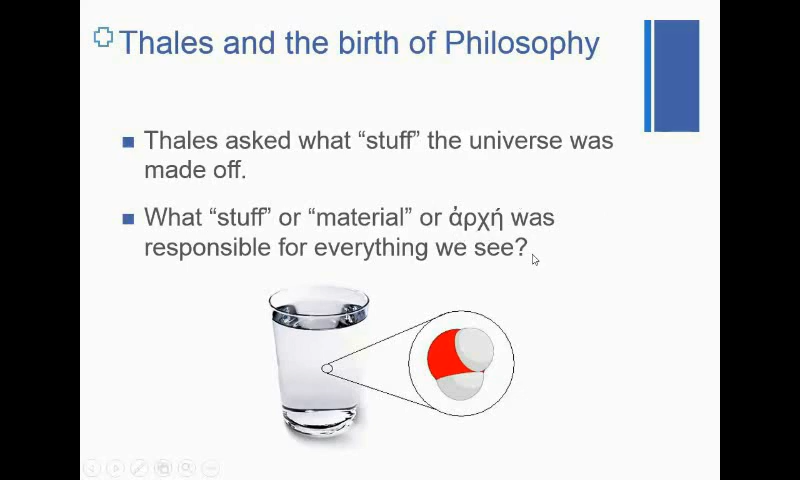 Thales and the birth of Philosophy
Thales asked what “stuff” the universe was
made off.
What “stuff” or “material” or ἀρχή was
responsible for everything we see?